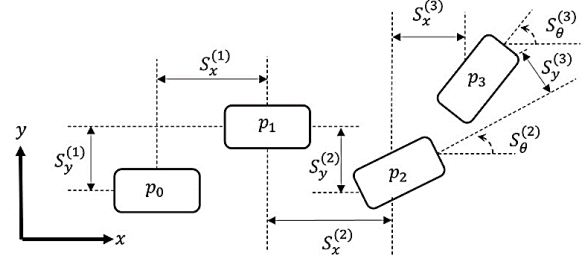 S_x^(3)
S_θ^(3)
S_x^(1)
S_y^(3)
p_3
y
p_1
S_y^(1)
S_y^(2)
S_θ^(2)
p_0
p_2
x
S_x^(2)